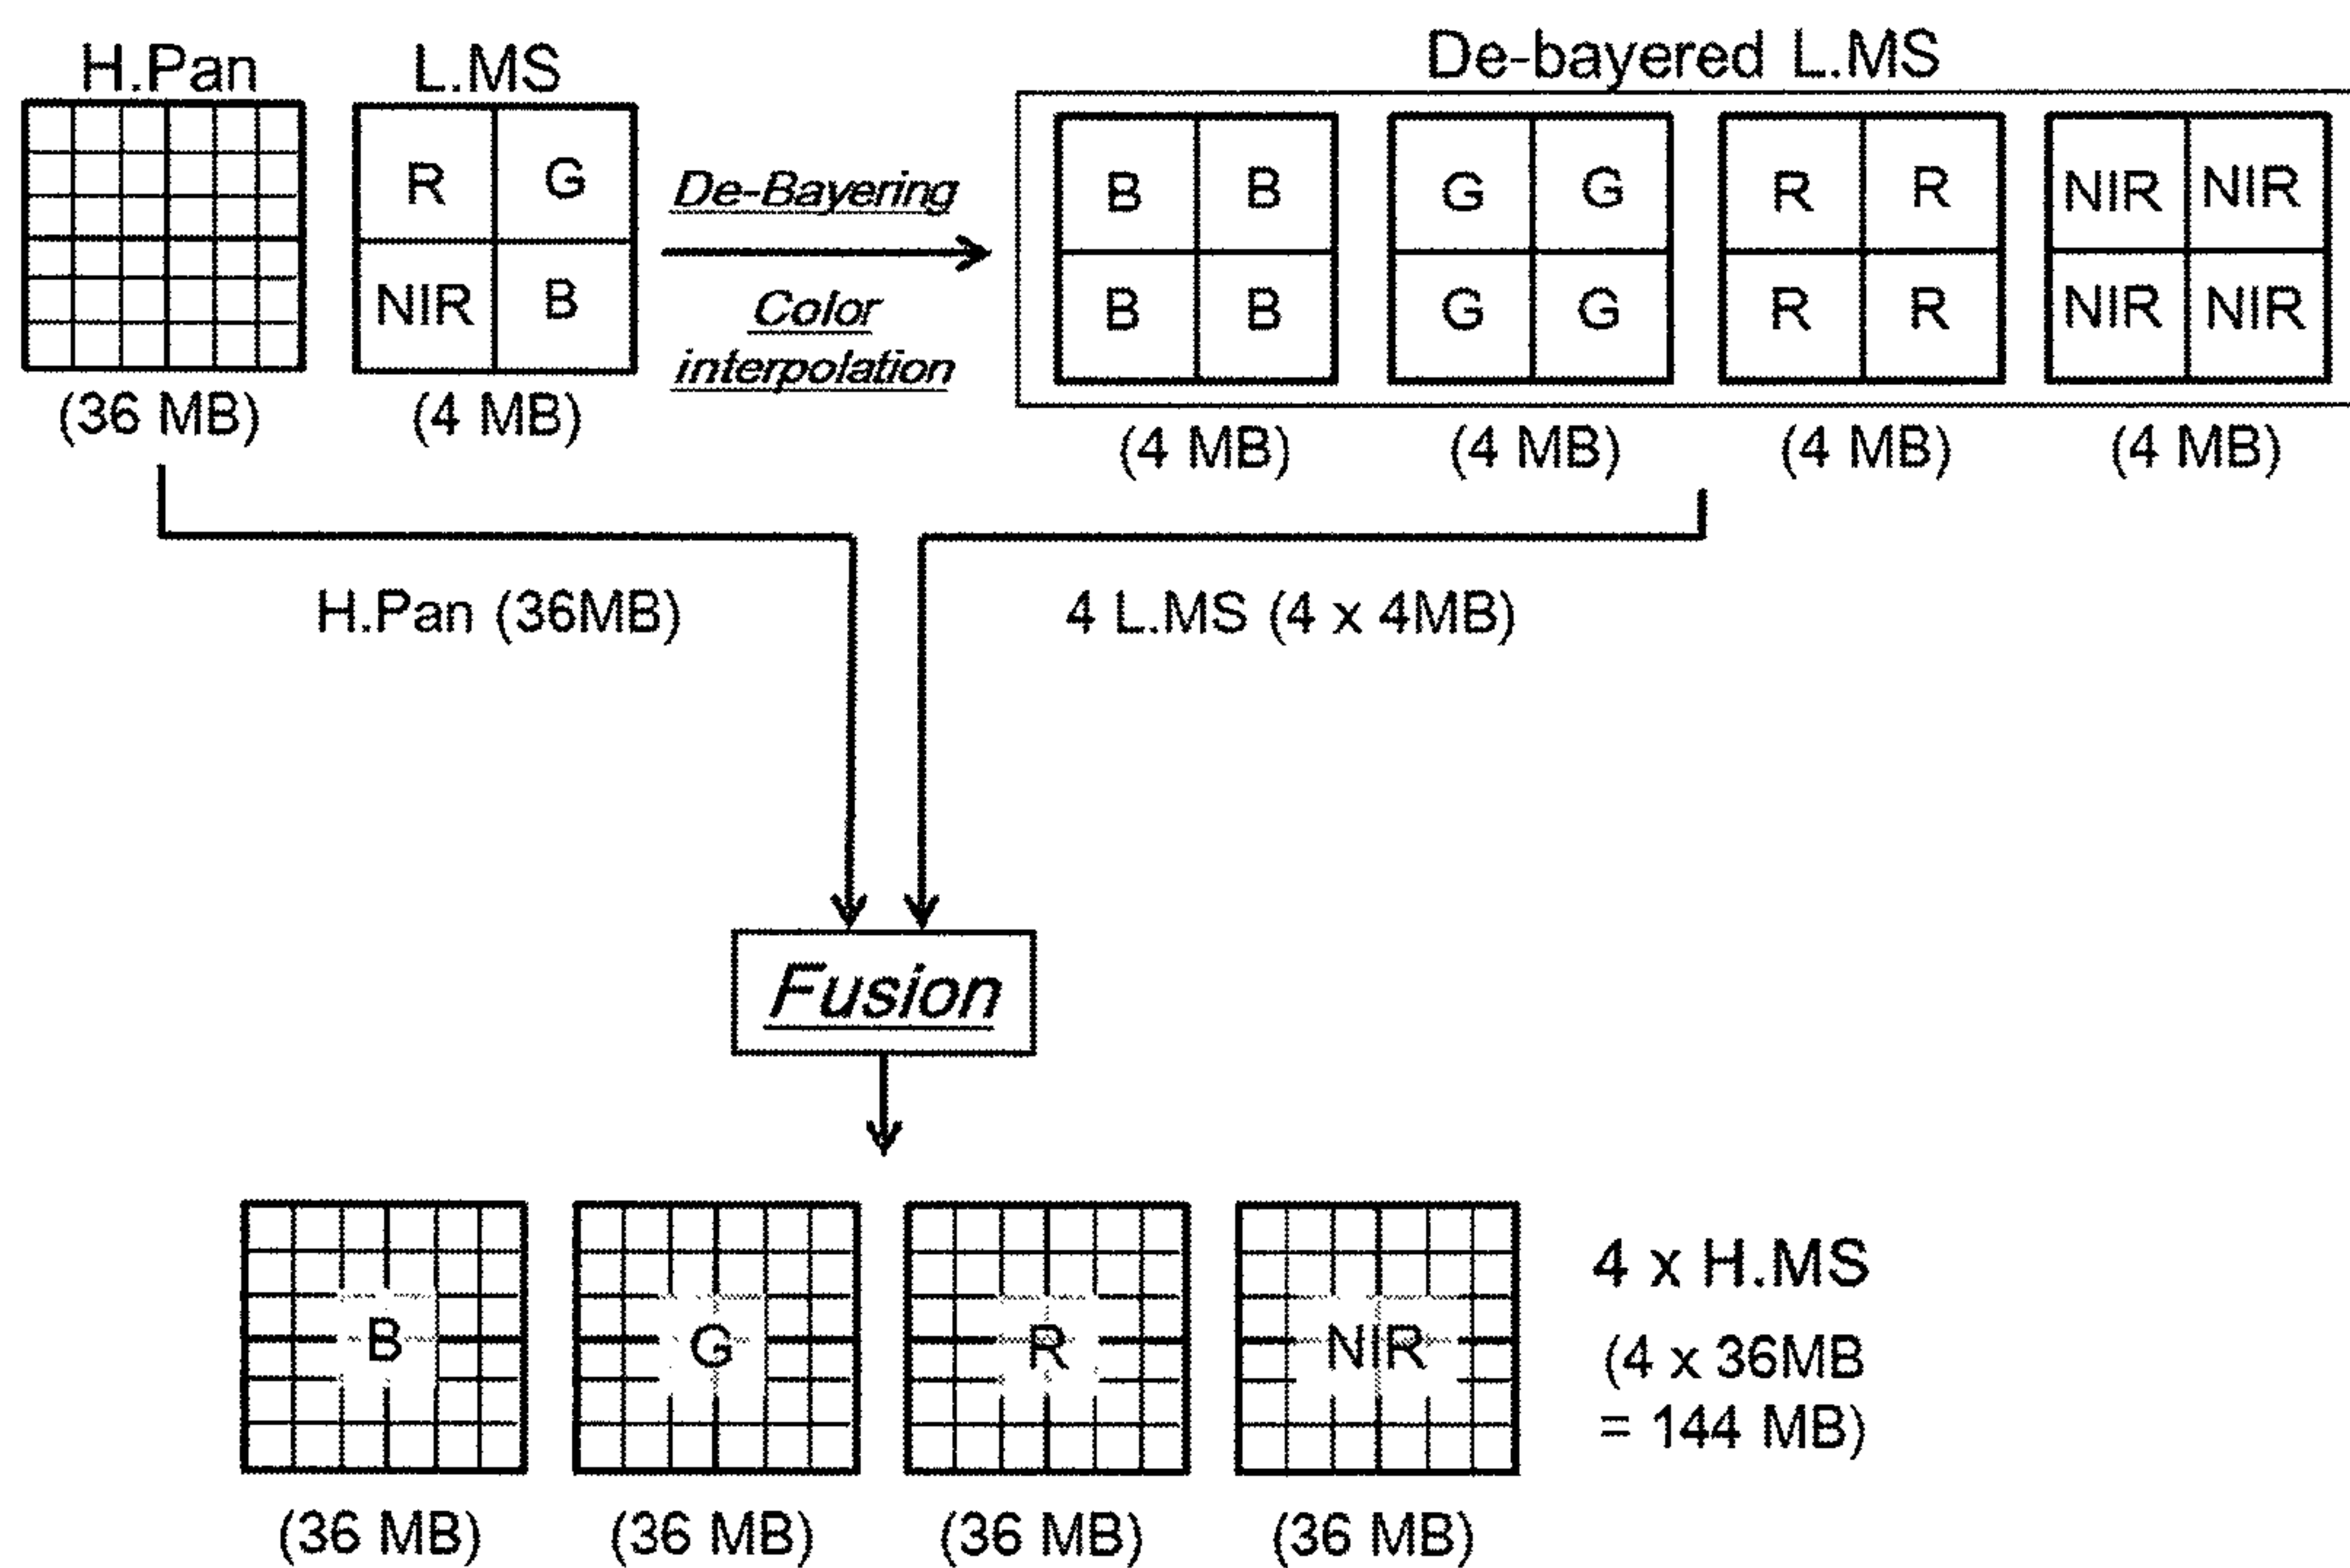 H.Pan
L.MS
De-bayered L.MS
R G
NIR B
De-Bayering
Color
interpolation
B B
B B
G G
G G
R R
R R
NIR NIR
NIR NIR
(36 MB)
(4 MB)
(4 MB)
(4 MB)
(4 MB)
(4 MB)
H.Pan (36MB)
4 L.MS (4 x 4MB)
Fusion
B
G
R
NIR
4 x H.MS
(4 x 36MB
= 144 MB)
(36 MB)
(36 MB)
(36 MB)
(36 MB)